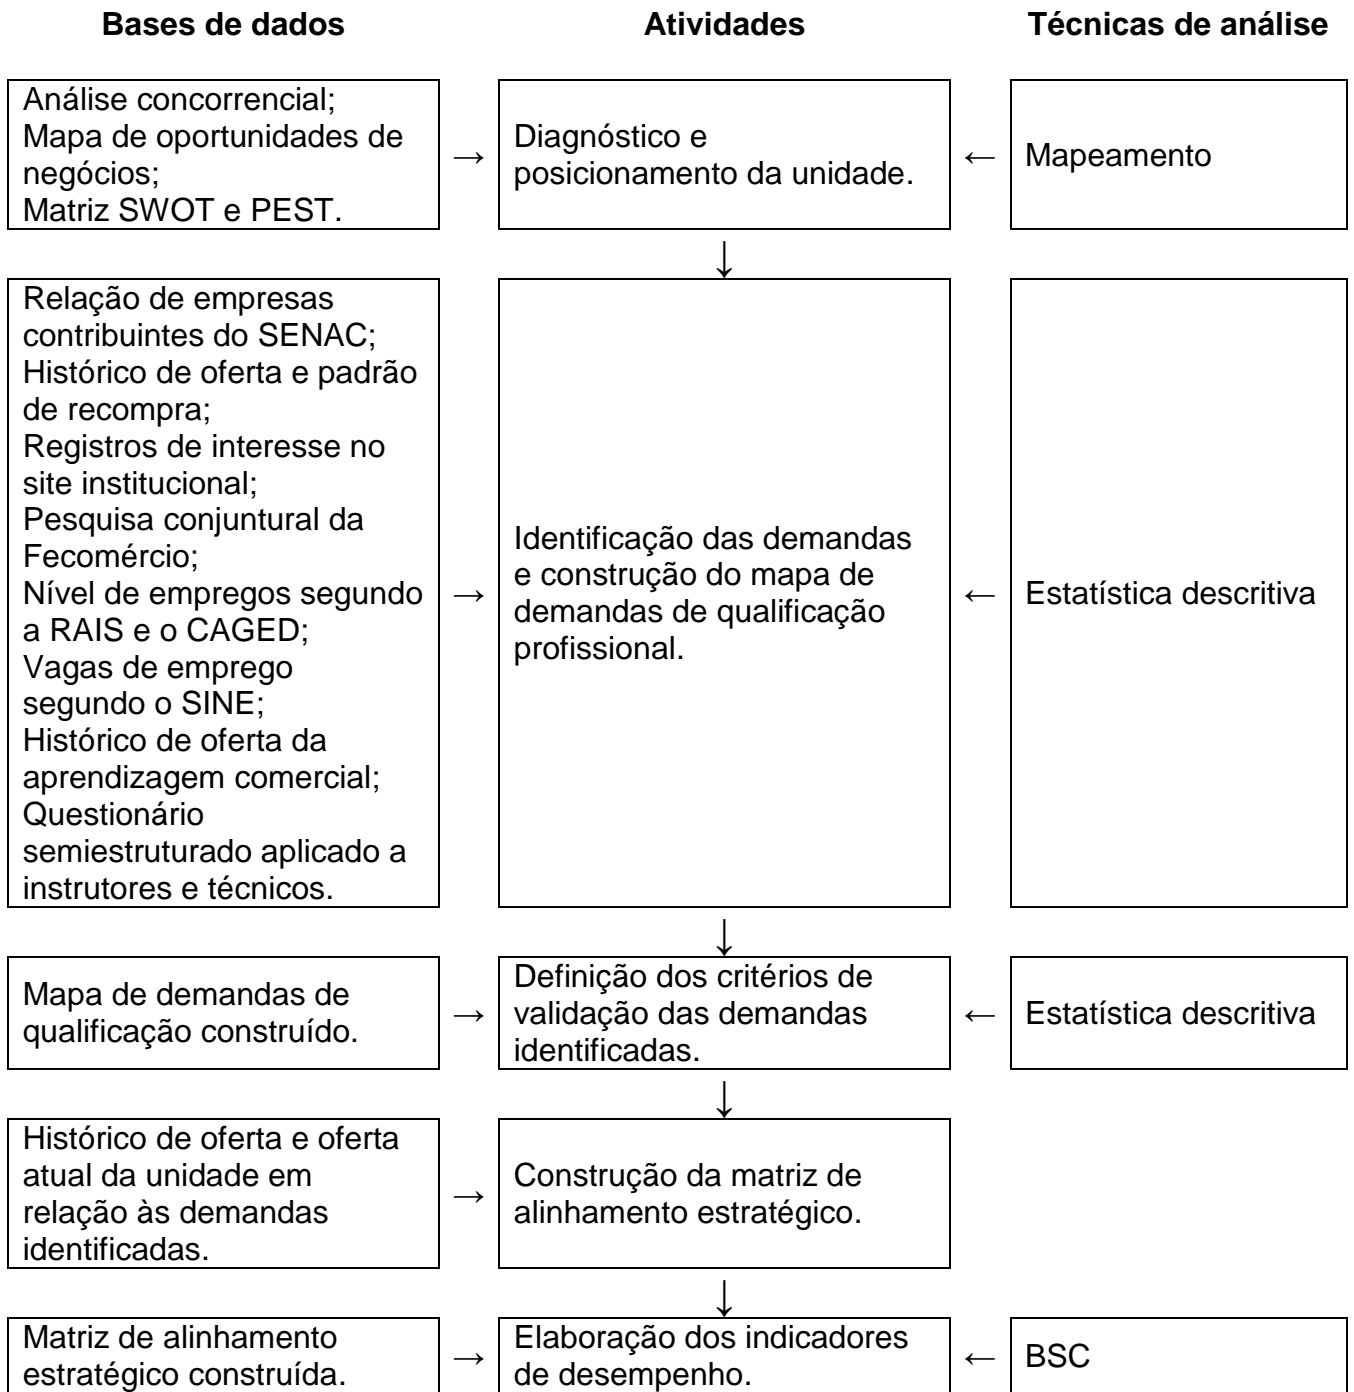 Bases de dados
Atividades
Técnicas de análise
Análise concorrencial;
Mapa de oportunidades de
negócios;
Matriz SWOT e PEST.
→
Diagnóstico e
posicionamento da unidade.
←
Mapeamento
↓
Relação de empresas
contribuintes do SENAC;
Histórico de oferta e padrão
de recompra;
Registros de interesse no
site institucional;
Pesquisa conjuntural da
Fecomércio;
Nível de empregos segundo
a RAIS e o CAGED;
Vagas de emprego
segundo o SINE;
Histórico de oferta da
aprendizagem comercial;
Questionário
semiestruturado aplicado a
instrutores e técnicos.
→
Identificação das demandas
e construção do mapa de
demandas de qualificação
profissional.
←
Estatística descritiva
↓
Mapa de demandas de
qualificação construído.
→
Definição dos critérios de
validação das demandas
identificadas.
←
Estatística descritiva
↓
Histórico de oferta e oferta
atual da unidade em
relação às demandas
identificadas.
→
Construção da matriz de
alinhamento estratégico.
↓
Matriz de alinhamento
estratégico construída.
→
Elaboração dos indicadores
de desempenho.
←
BSC